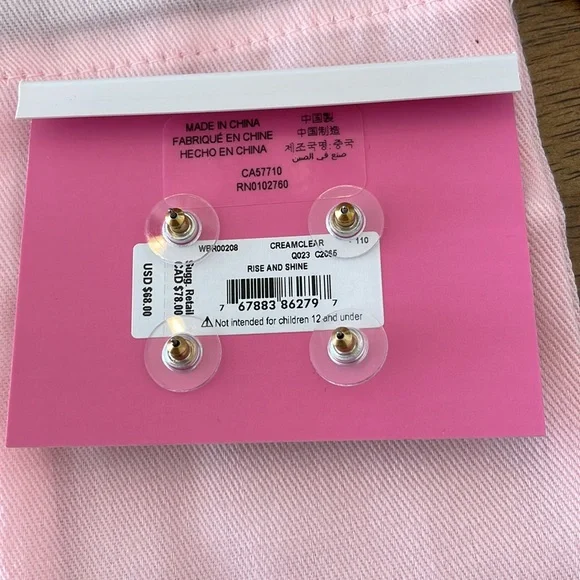 MADE IN CHINA
FABRIQUÉ EN CHINE
HECHO EN CHINA
中国製
中国制造
제조국명:중국
صنع في الصين
CA57710
RN0102760
WBR00208 CREAMCLEAR 110
Q023 C2085
RISE AND SHINE
7 67883 86279 7
⚠ Not intended for children 12 and under
Sugg. Retail
CAD $78.00
USD $68.00